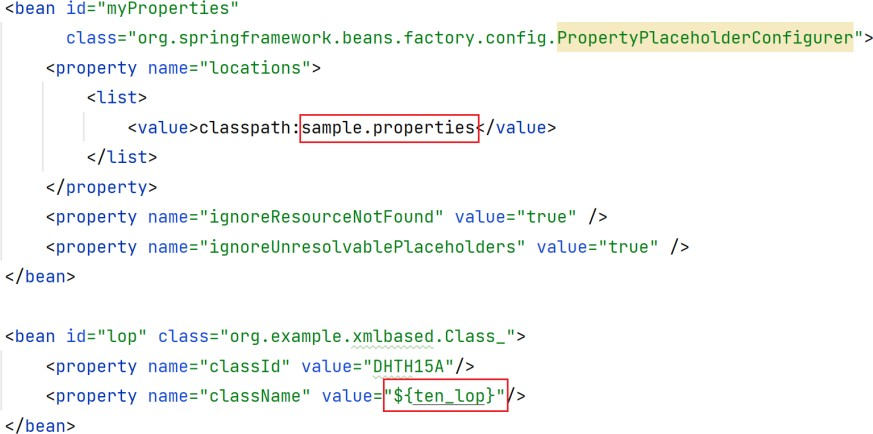 <bean id="myProperties"
class="org.springframework.beans.factory.config.PropertyPlaceholderConfigurer">
<property name="locations">
<list>
<value>classpath:sample.properties</value>
</list>
</property>
<property name="ignoreResourceNotFound" value="true" />
<property name="ignoreUnresolvablePlaceholders" value="true" />
</bean>
<bean id="lop" class="org.example.xmlbased.Class_">
<property name="classId" value="DHTH15A"/>
<property name="className" value="${ten_lop}"/>
</bean>